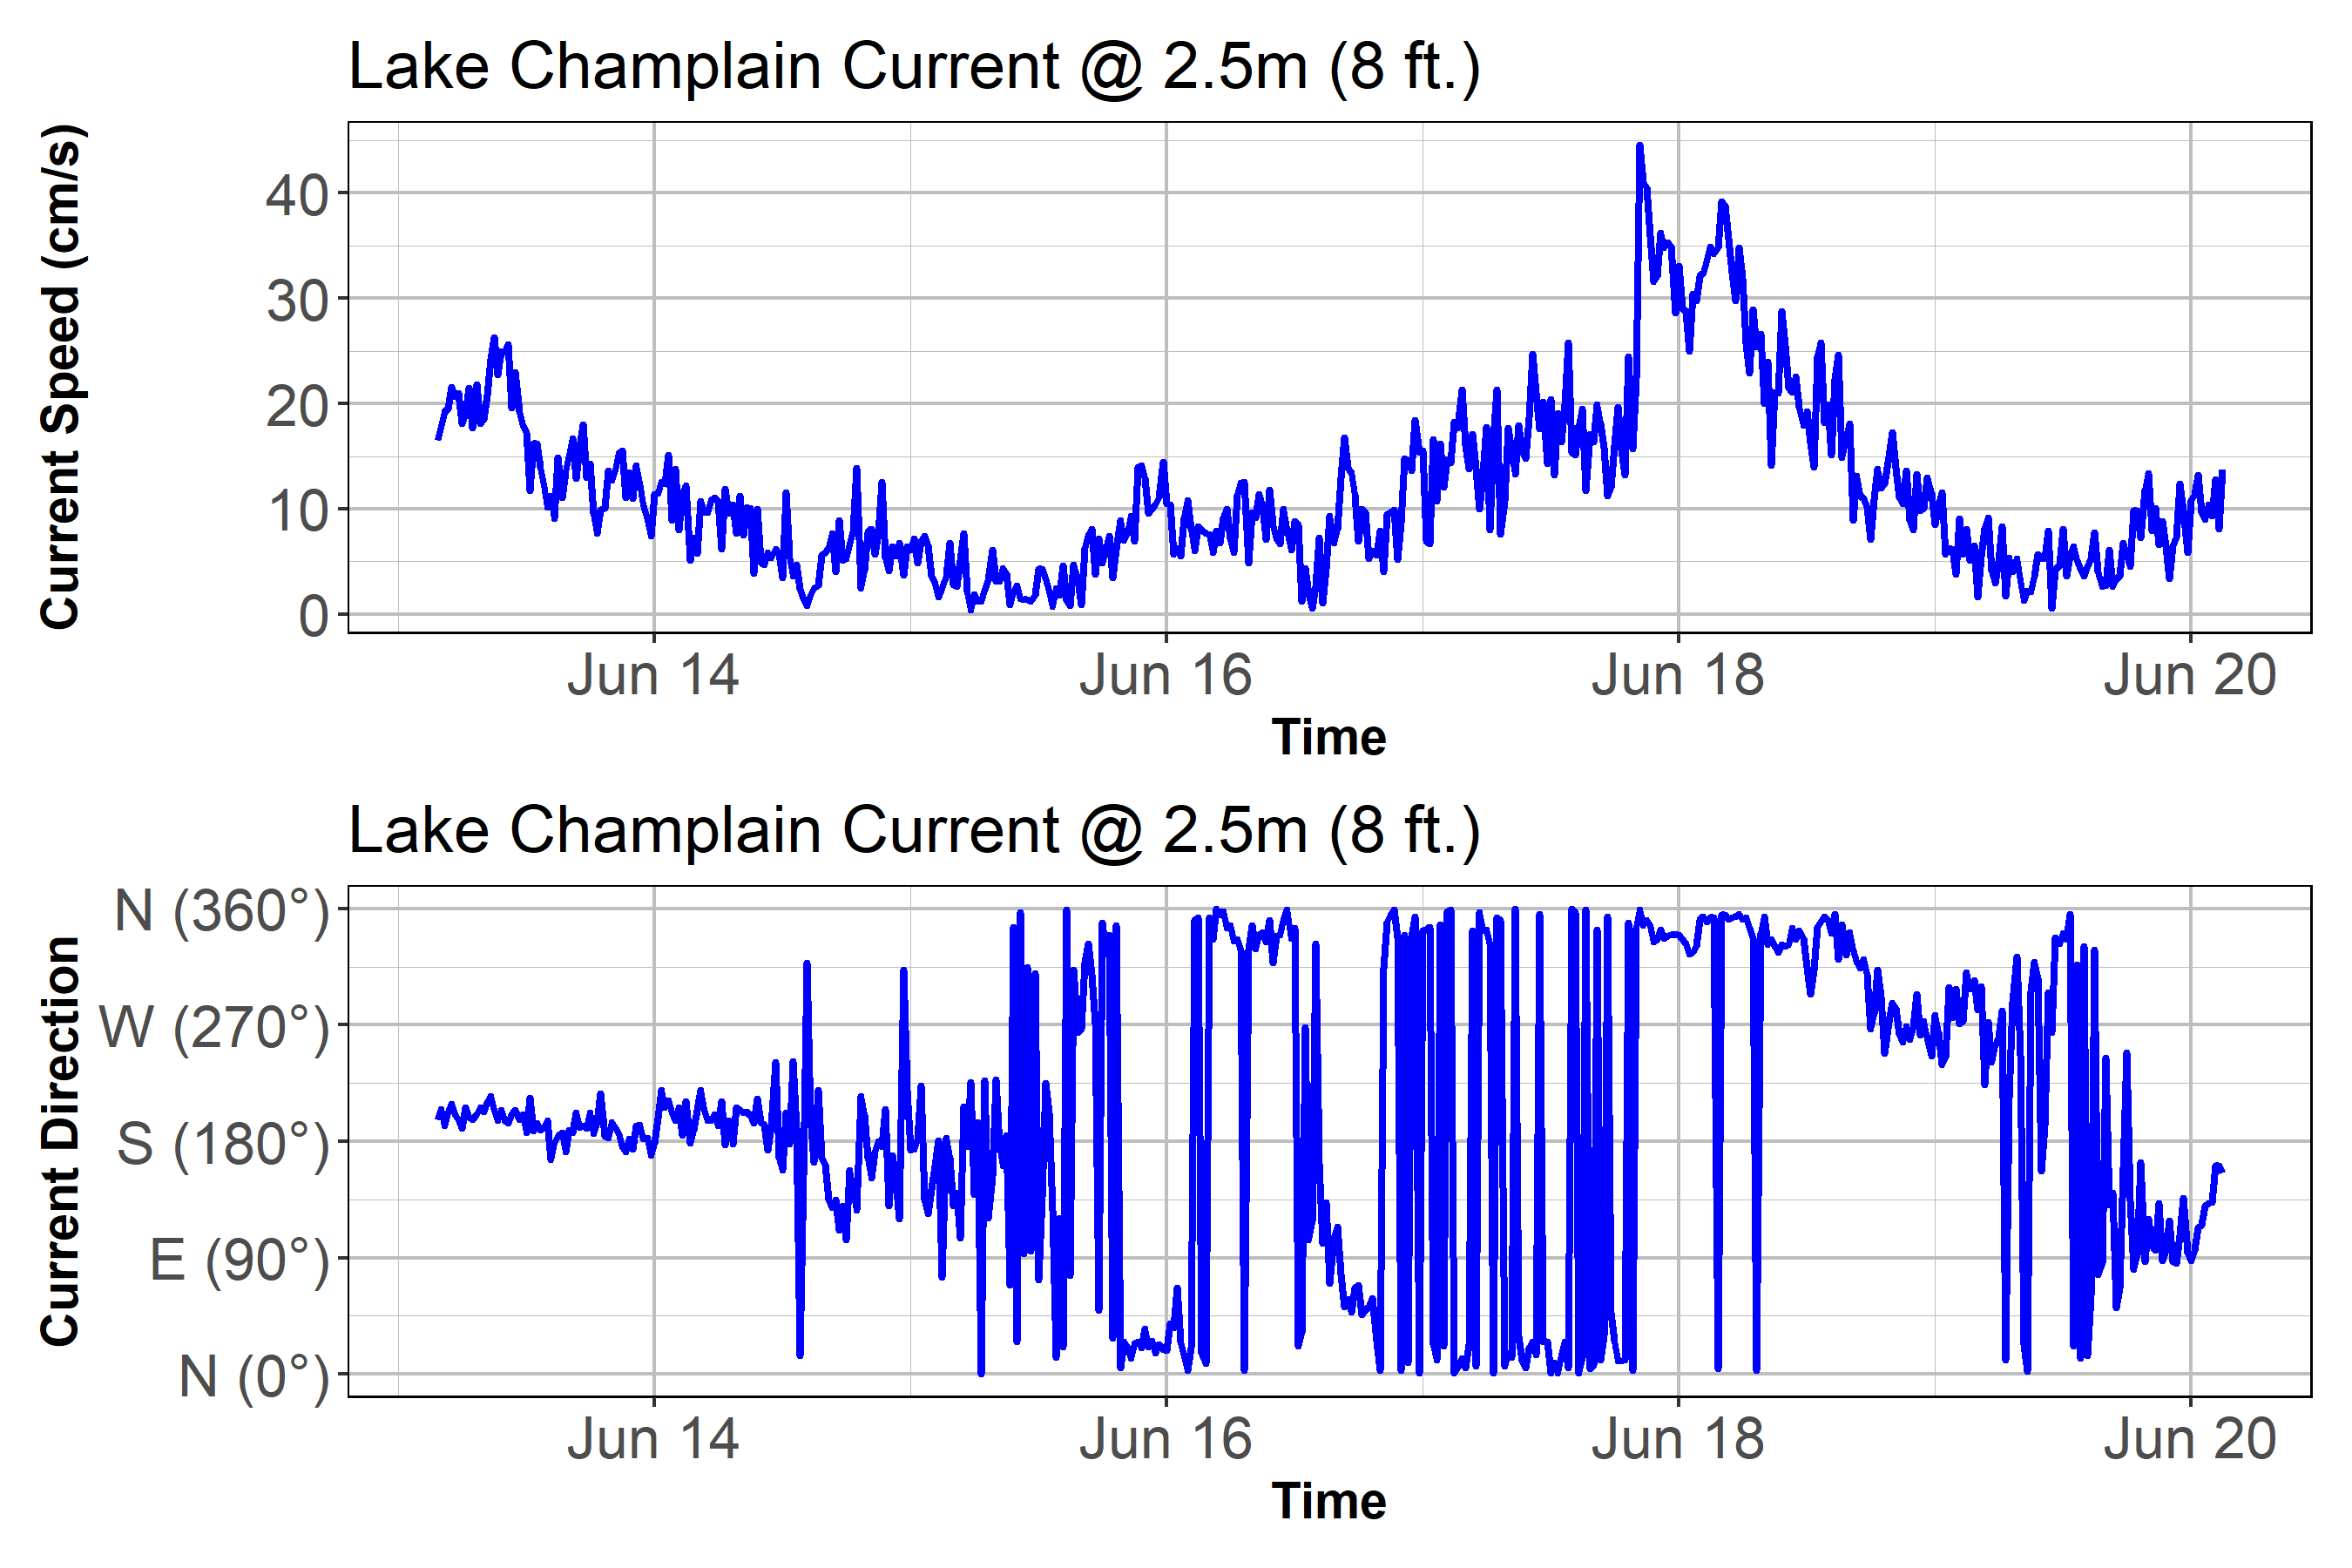 Lake Champlain Current @ 2.5m (8 ft.)
Current Speed (cm/s)
40
30
20
10
0
Jun 14 Jun 16 Jun 18 Jun 20
Time
Lake Champlain Current @ 2.5m (8 ft.)
Current Direction
N (360°)
W (270°)
S (180°)
E (90°)
N (0°)
Jun 14 Jun 16 Jun 18 Jun 20
Time